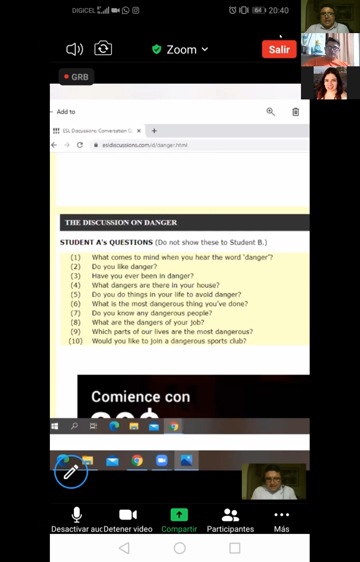 DIGICEL
64
20:40
Zoom
Salir
GRB
Add to
ESL Discussions: Conversation
esldiscussions.com/d/danger.html
THE DISCUSSION ON DANGER
STUDENT A's QUESTIONS (Do not show these to Student B.)
(1) What comes to mind when you hear the word 'danger'?
(2) Do you like danger?
(3) Have you ever been in danger?
(4) What dangers are there in your house?
(5) Do you do things in your life to avoid danger?
(6) What is the most dangerous thing you've done?
(7) Do you know any dangerous people?
(8) What are the dangers of your job?
(9) Which parts of our lives are the most dangerous?
(10) Would you like to join a dangerous sports club?
Comience con
Desactivar auc
Detener video
Compartir
Participantes
Más